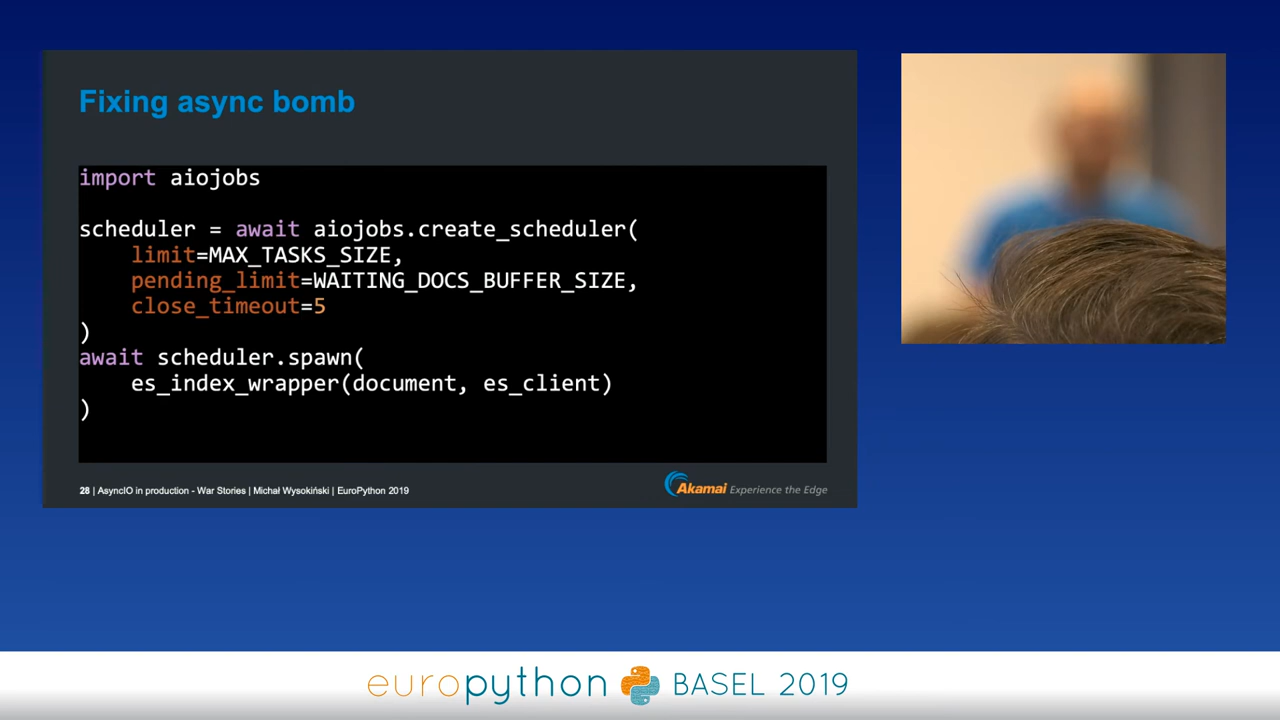 Fixing async bomb
import aiojobs
scheduler = await aiojobs.create_scheduler(
    limit=MAX_TASKS_SIZE,
    pending_limit=WAITING_DOCS_BUFFER_SIZE,
    close_timeout=5
)
await scheduler.spawn(
    es_index_wrapper(document, es_client)
)
28 | AsyncIO in production - War Stories | Michał Wysokiński | EuroPython 2019
Akamai Experience the Edge
europython BASEL 2019